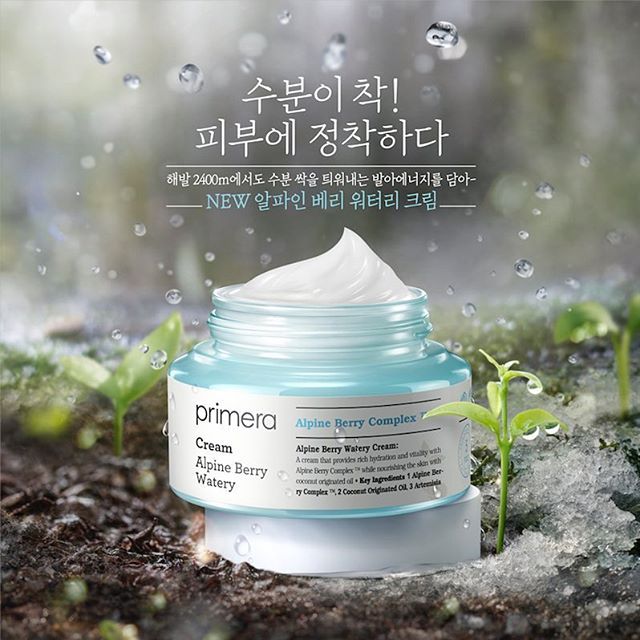 수분이 착!
피부에 정착하다
해발 2400m에서도 수분 싹을 틔워내는 발아에너지를 담아
NEW 알파인 베리 워터리 크림
primera
Cream
Alpine Berry
Watery
Alpine Berry Complex
Alpine Berry Watery Cream:
A cream that provides rich hydration and vitality with
Alpine Berry Complex ™ while nourishing the skin with
coconut originated oil • Key Ingredients 1 Alpine Ber-
ry Complex ™, 2 Coconut Originated Oil, 3 Artemisia